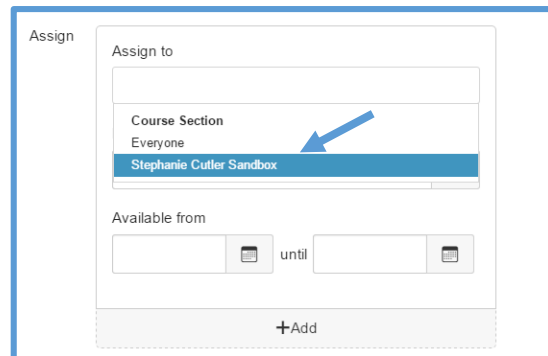 Assign
Assign to
Course Section
Everyone
Stephanie Cutler Sandbox
Available from
until
+Add